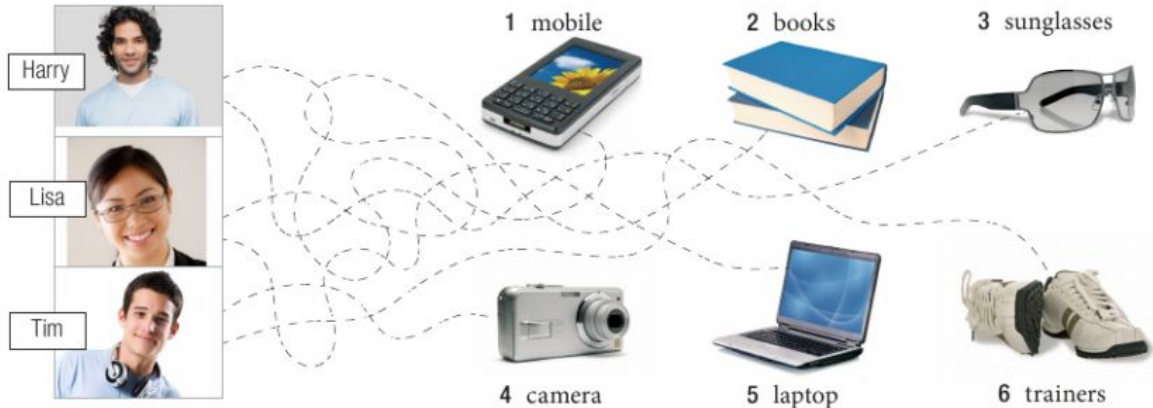 1 mobile
2 books
3 sunglasses
Harry
Lisa
Tim
4 camera
5 laptop
6 trainers